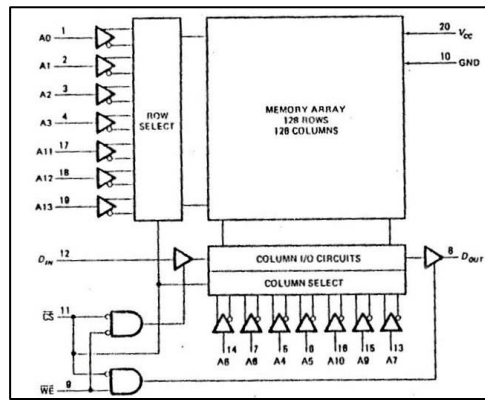 A0 1
A1 2
A2 3
A3 4
A11 17
A12 18
A13 19
ROW
SELECT
MEMORY ARRAY
128 ROWS
128 COLUMNS
20 VCC
10 GND
DIN 12
COLUMN I/O CIRCUITS
COLUMN SELECT
8 DOUT
C̅S̅ 11
W̅E̅ 9
14 7 5 6 16 15 13
A8 A6 A4 A5 A10 A9 A7